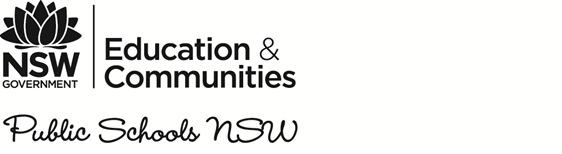 NSW
GOVERNMENT
Education &
Communities
Public Schools NSW